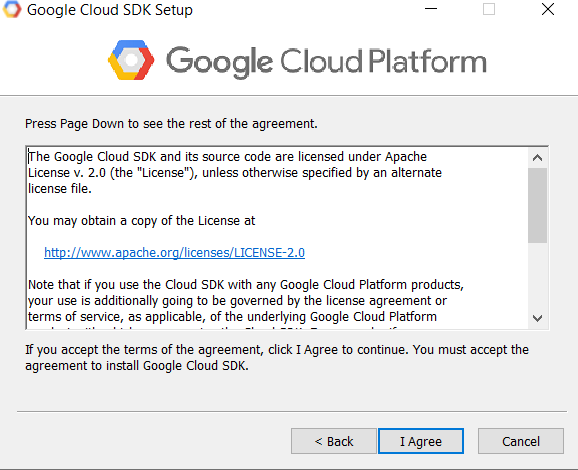 Google Cloud SDK Setup
Google Cloud Platform
Press Page Down to see the rest of the agreement.
The Google Cloud SDK and its source code are licensed under Apache
License v. 2.0 (the "License"), unless otherwise specified by an alternate
license file.
You may obtain a copy of the License at
http://www.apache.org/licenses/LICENSE-2.0
Note that if you use the Cloud SDK with any Google Cloud Platform products,
your use is additionally going to be governed by the license agreement or
terms of service, as applicable, of the underlying Google Cloud Platform
If you accept the terms of the agreement, click I Agree to continue. You must accept the
agreement to install Google Cloud SDK.
< Back
I Agree
Cancel